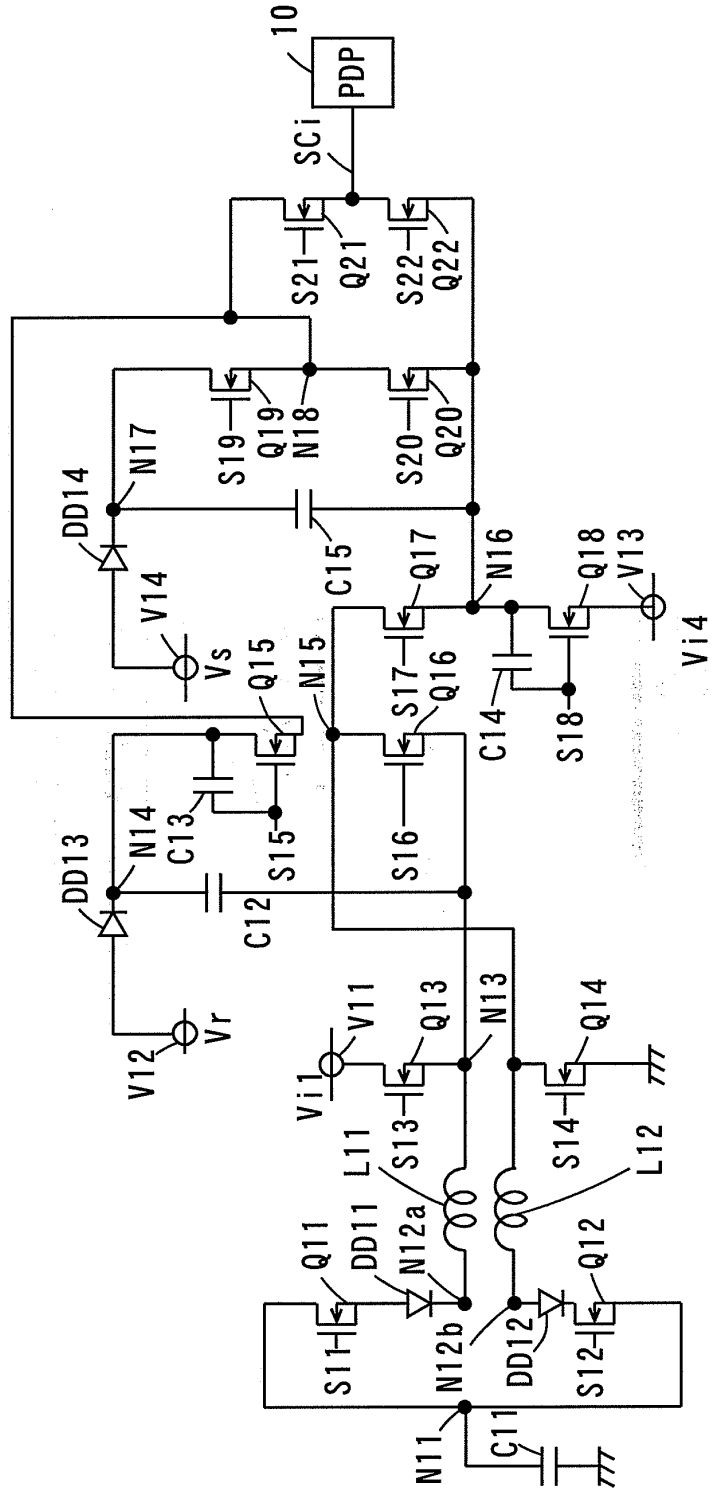 10
PDP
SCi
S21
Q21
S22
Q22
S19
Q19
N18
S20
Q20
N17
DD14
V14
Vs
C15
Q17
N16
Q18
V13
Vi4
Q15
N15
S17
Q16
C14
S18
C13
S15
S16
N14
DD13
C12
V12
Vr
Vi1
V11
Q13
N13
S13
Q14
S14
L11
L12
Q11
DD11
N12a
S11
N12b
DD12
Q12
S12
N11
C11